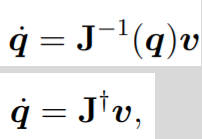 q̇ = J⁻¹(q)v
q̇ = J†v,